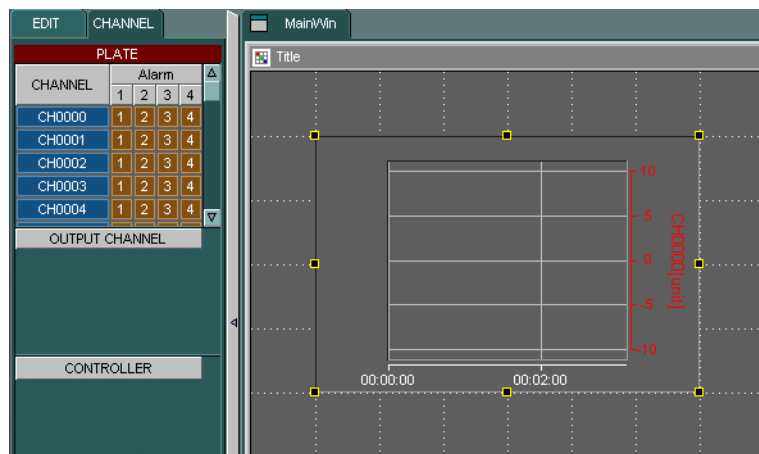 EDIT CHANNEL
PLATE
CHANNEL Alarm
1 2 3 4
CH0000 1 2 3 4
CH0001 1 2 3 4
CH0002 1 2 3 4
CH0003 1 2 3 4
CH0004 1 2 3 4
OUTPUT CHANNEL
CONTROLLER
MainWin
Title
10
5
0
-5
-10
CH0000[unit]
00:00:00 00:02:00